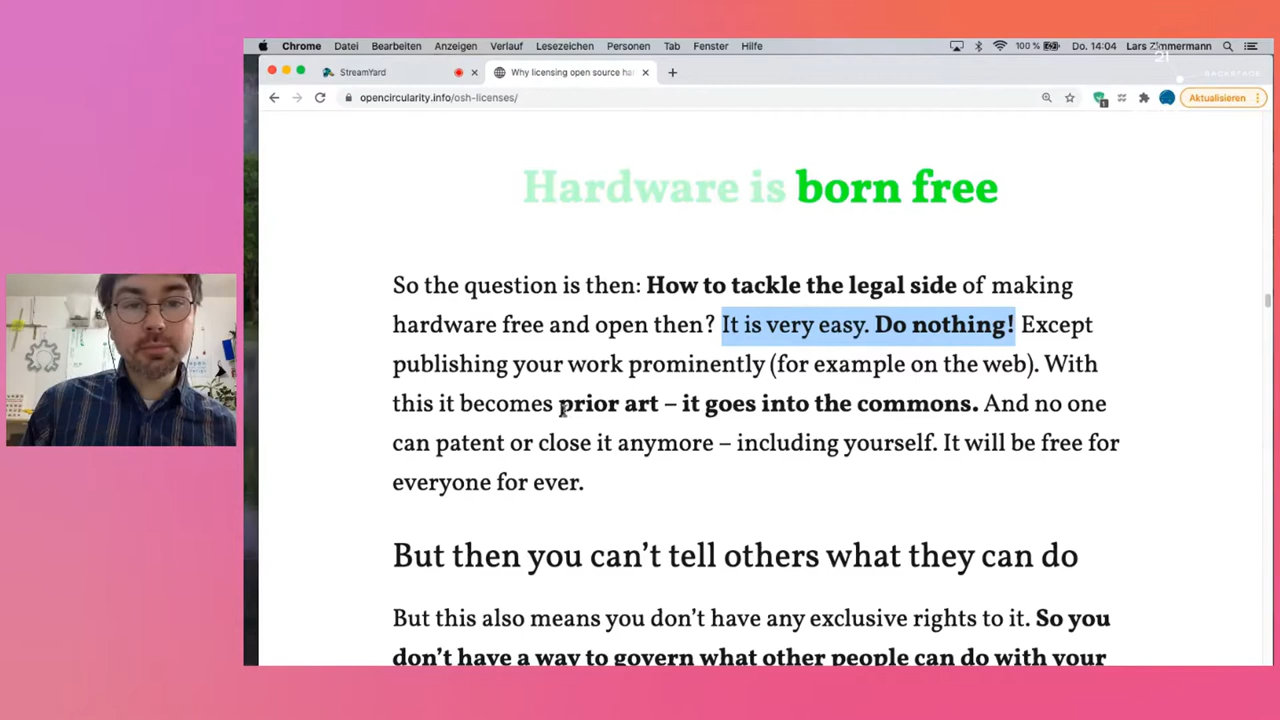 Chrome Datei Bearbeiten Anzeigen Verlauf Lesezeichen Personen Tab Fenster Hilfe 100 % Do. 14:04 Lars Zimmermann
21
BACKSTAGE
StreamYard Why licensing open source har
opencircularity.info/osh-licenses/ 1 Aktualisieren
Hardware is born free
So the question is then: How to tackle the legal side of making
hardware free and open then? It is very easy. Do nothing! Except
publishing your work prominently (for example on the web). With
this it becomes prior art – it goes into the commons. And no one
can patent or close it anymore – including yourself. It will be free for
everyone for ever.
But then you can’t tell others what they can do
But this also means you don’t have any exclusive rights to it. So you
don’t have a way to govern what other people can do with your